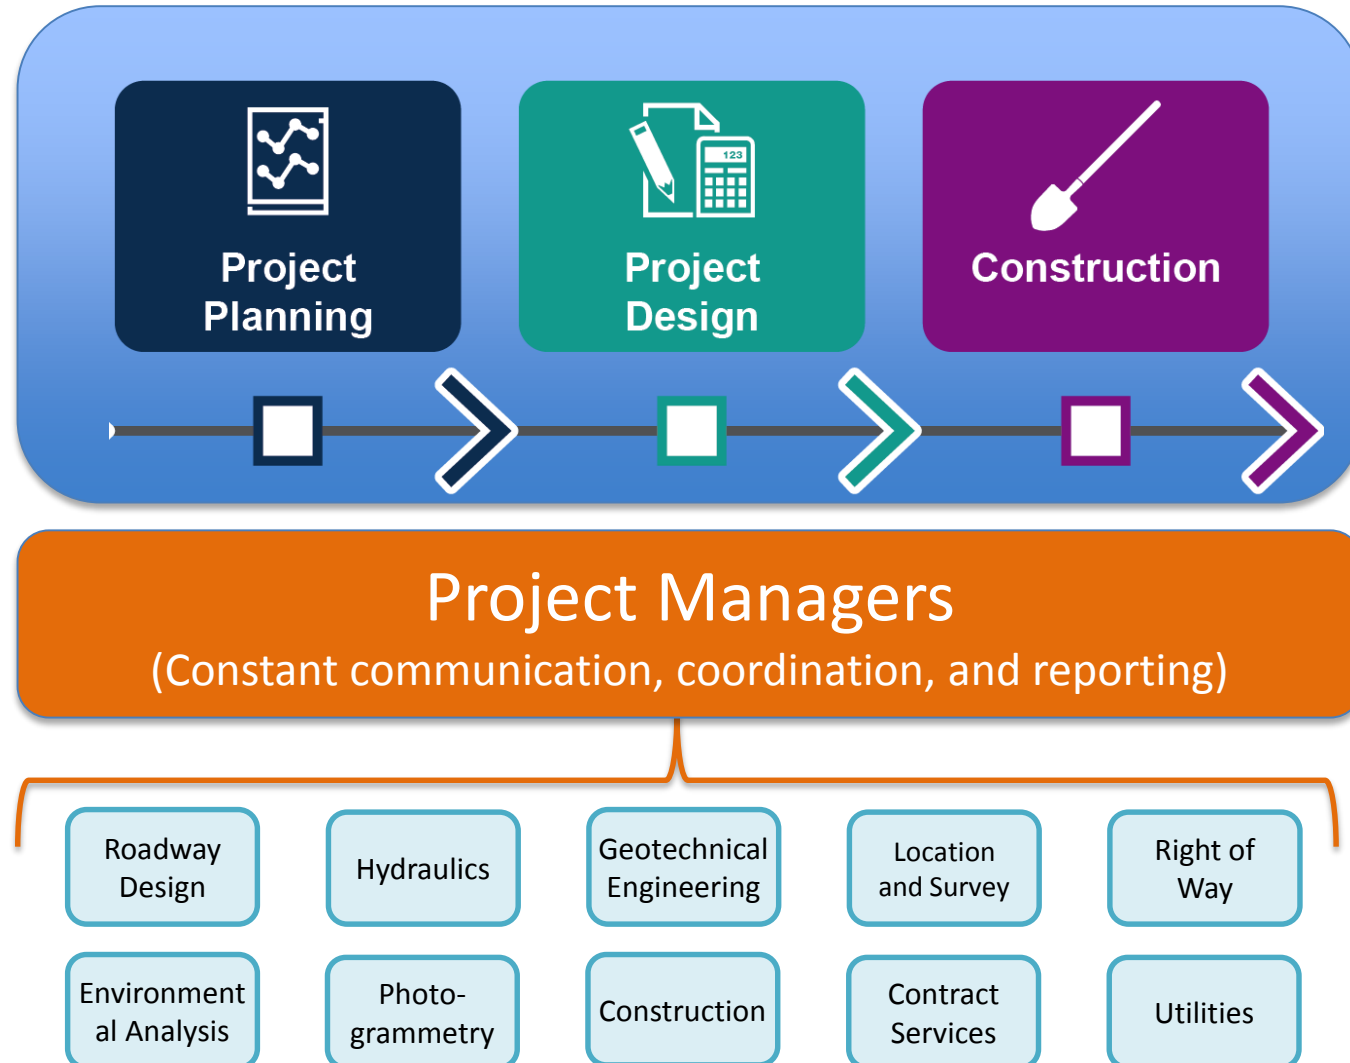 Project
Planning
123
Project
Design
Construction
Project Managers
(Constant communication, coordination, and reporting)
Roadway
Design
Hydraulics
Geotechnical
Engineering
Location
and Survey
Right of
Way
Environment
al Analysis
Photo-
grammetry
Construction
Contract
Services
Utilities